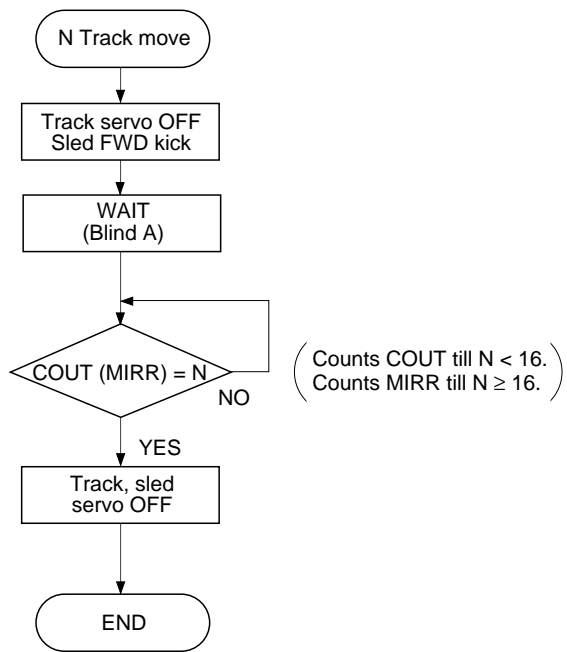 N Track move
Track servo OFF
Sled FWD kick
WAIT
(Blind A)
COUT (MIRR) = N
NO
Counts COUT till N < 16.
Counts MIRR till N ≥ 16.
YES
Track, sled
servo OFF
END